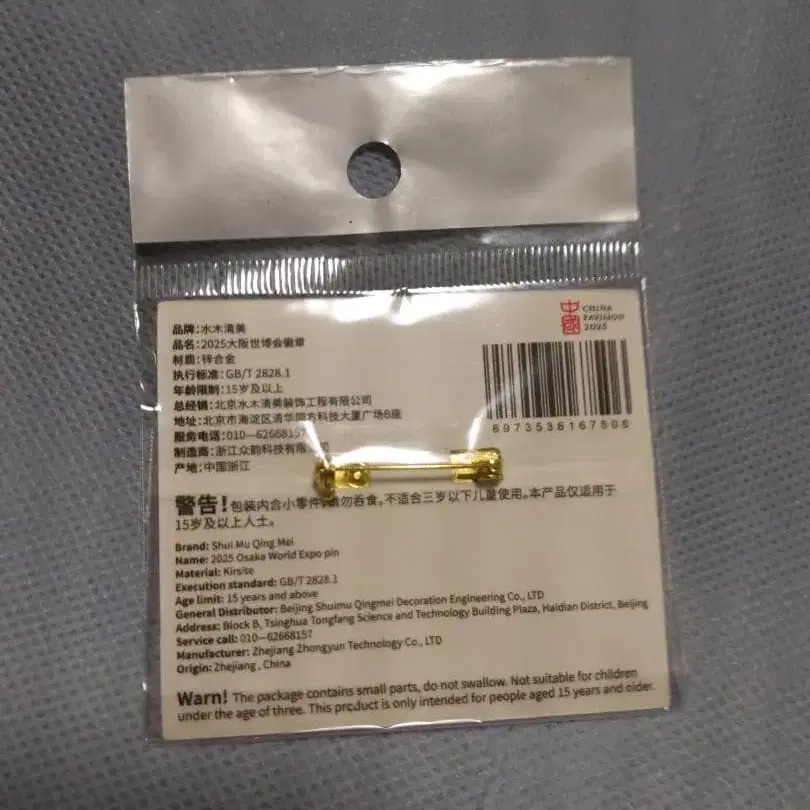 中國
CHINA
PAVILION
2025
6973536167506
品牌:水木清美
品名:2025大阪世博会徽章
材质:锌合金
执行标准:GB/T 2828.1
年龄限制:15岁及以上
总经销:北京水木清美装饰工程有限公司
地址:北京市海淀区清华同方科技大厦广场B座
服务电话:010—62668157
制造商:浙江众韵科技有限
产地:中国浙江
警告!包装内含小零件,请勿吞食。不适合三岁以下儿童使用。本产品仅适用于
15岁及以上人士。
Brand: Shui Mu Qing Mei
Name: 2025 Osaka World Expo pin
Material: Kirsite
Execution standard: GB/T 2828.1
Age limit: 15 years and above
General Distributor: Beijing Shuimu Qingmei Decoration Engineering Co., LTD
Address: Block B, Tsinghua Tongfang Science and Technology Building Plaza, Haidian District, Beijing
Service call: 010—62668157
Manufacturer: Zhejiang Zhongyun Technology Co., LTD
Origin: Zhejiang , China
Warn! The package contains small parts, do not swallow. Not suitable for children
under the age of three. This product is only intended for people aged 15 years and older.